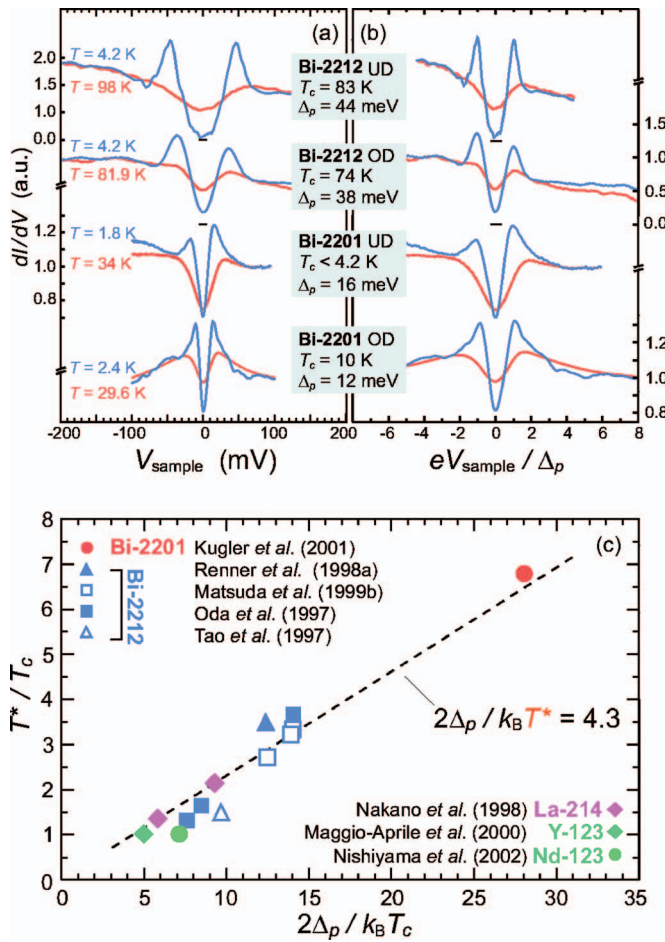 (a)
(b)
dI/dV (a.u.)
2.0
1.5
1.0
0.0
1.2
1.0
0.8
T = 4.2 K
T = 98 K
T = 4.2 K
T = 81.9 K
T = 1.8 K
T = 34 K
T = 2.4 K
T = 29.6 K
Bi-2212 UD
Tc = 83 K
Δp = 44 meV
Bi-2212 OD
Tc = 74 K
Δp = 38 meV
Bi-2201 UD
Tc < 4.2 K
Δp = 16 meV
Bi-2201 OD
Tc = 10 K
Δp = 12 meV
1.0
0.5
0.0
1.2
1.0
0.8
-200 -100 0 100 200
Vsample (mV)
-4 -2 0 2 4 6 8
eVsample / Δp
(c)
8
7
6
5
4
3
2
1
0
T* / Tc
Bi-2201 Kugler et al. (2001)
Bi-2212
Renner et al. (1998a)
Matsuda et al. (1999b)
Oda et al. (1997)
Tao et al. (1997)
2Δp / kBT* = 4.3
Nakano et al. (1998) La-214
Maggio-Aprile et al. (2000) Y-123
Nishiyama et al. (2002) Nd-123
0 5 10 15 20 25 30 35
2Δp / kBTc